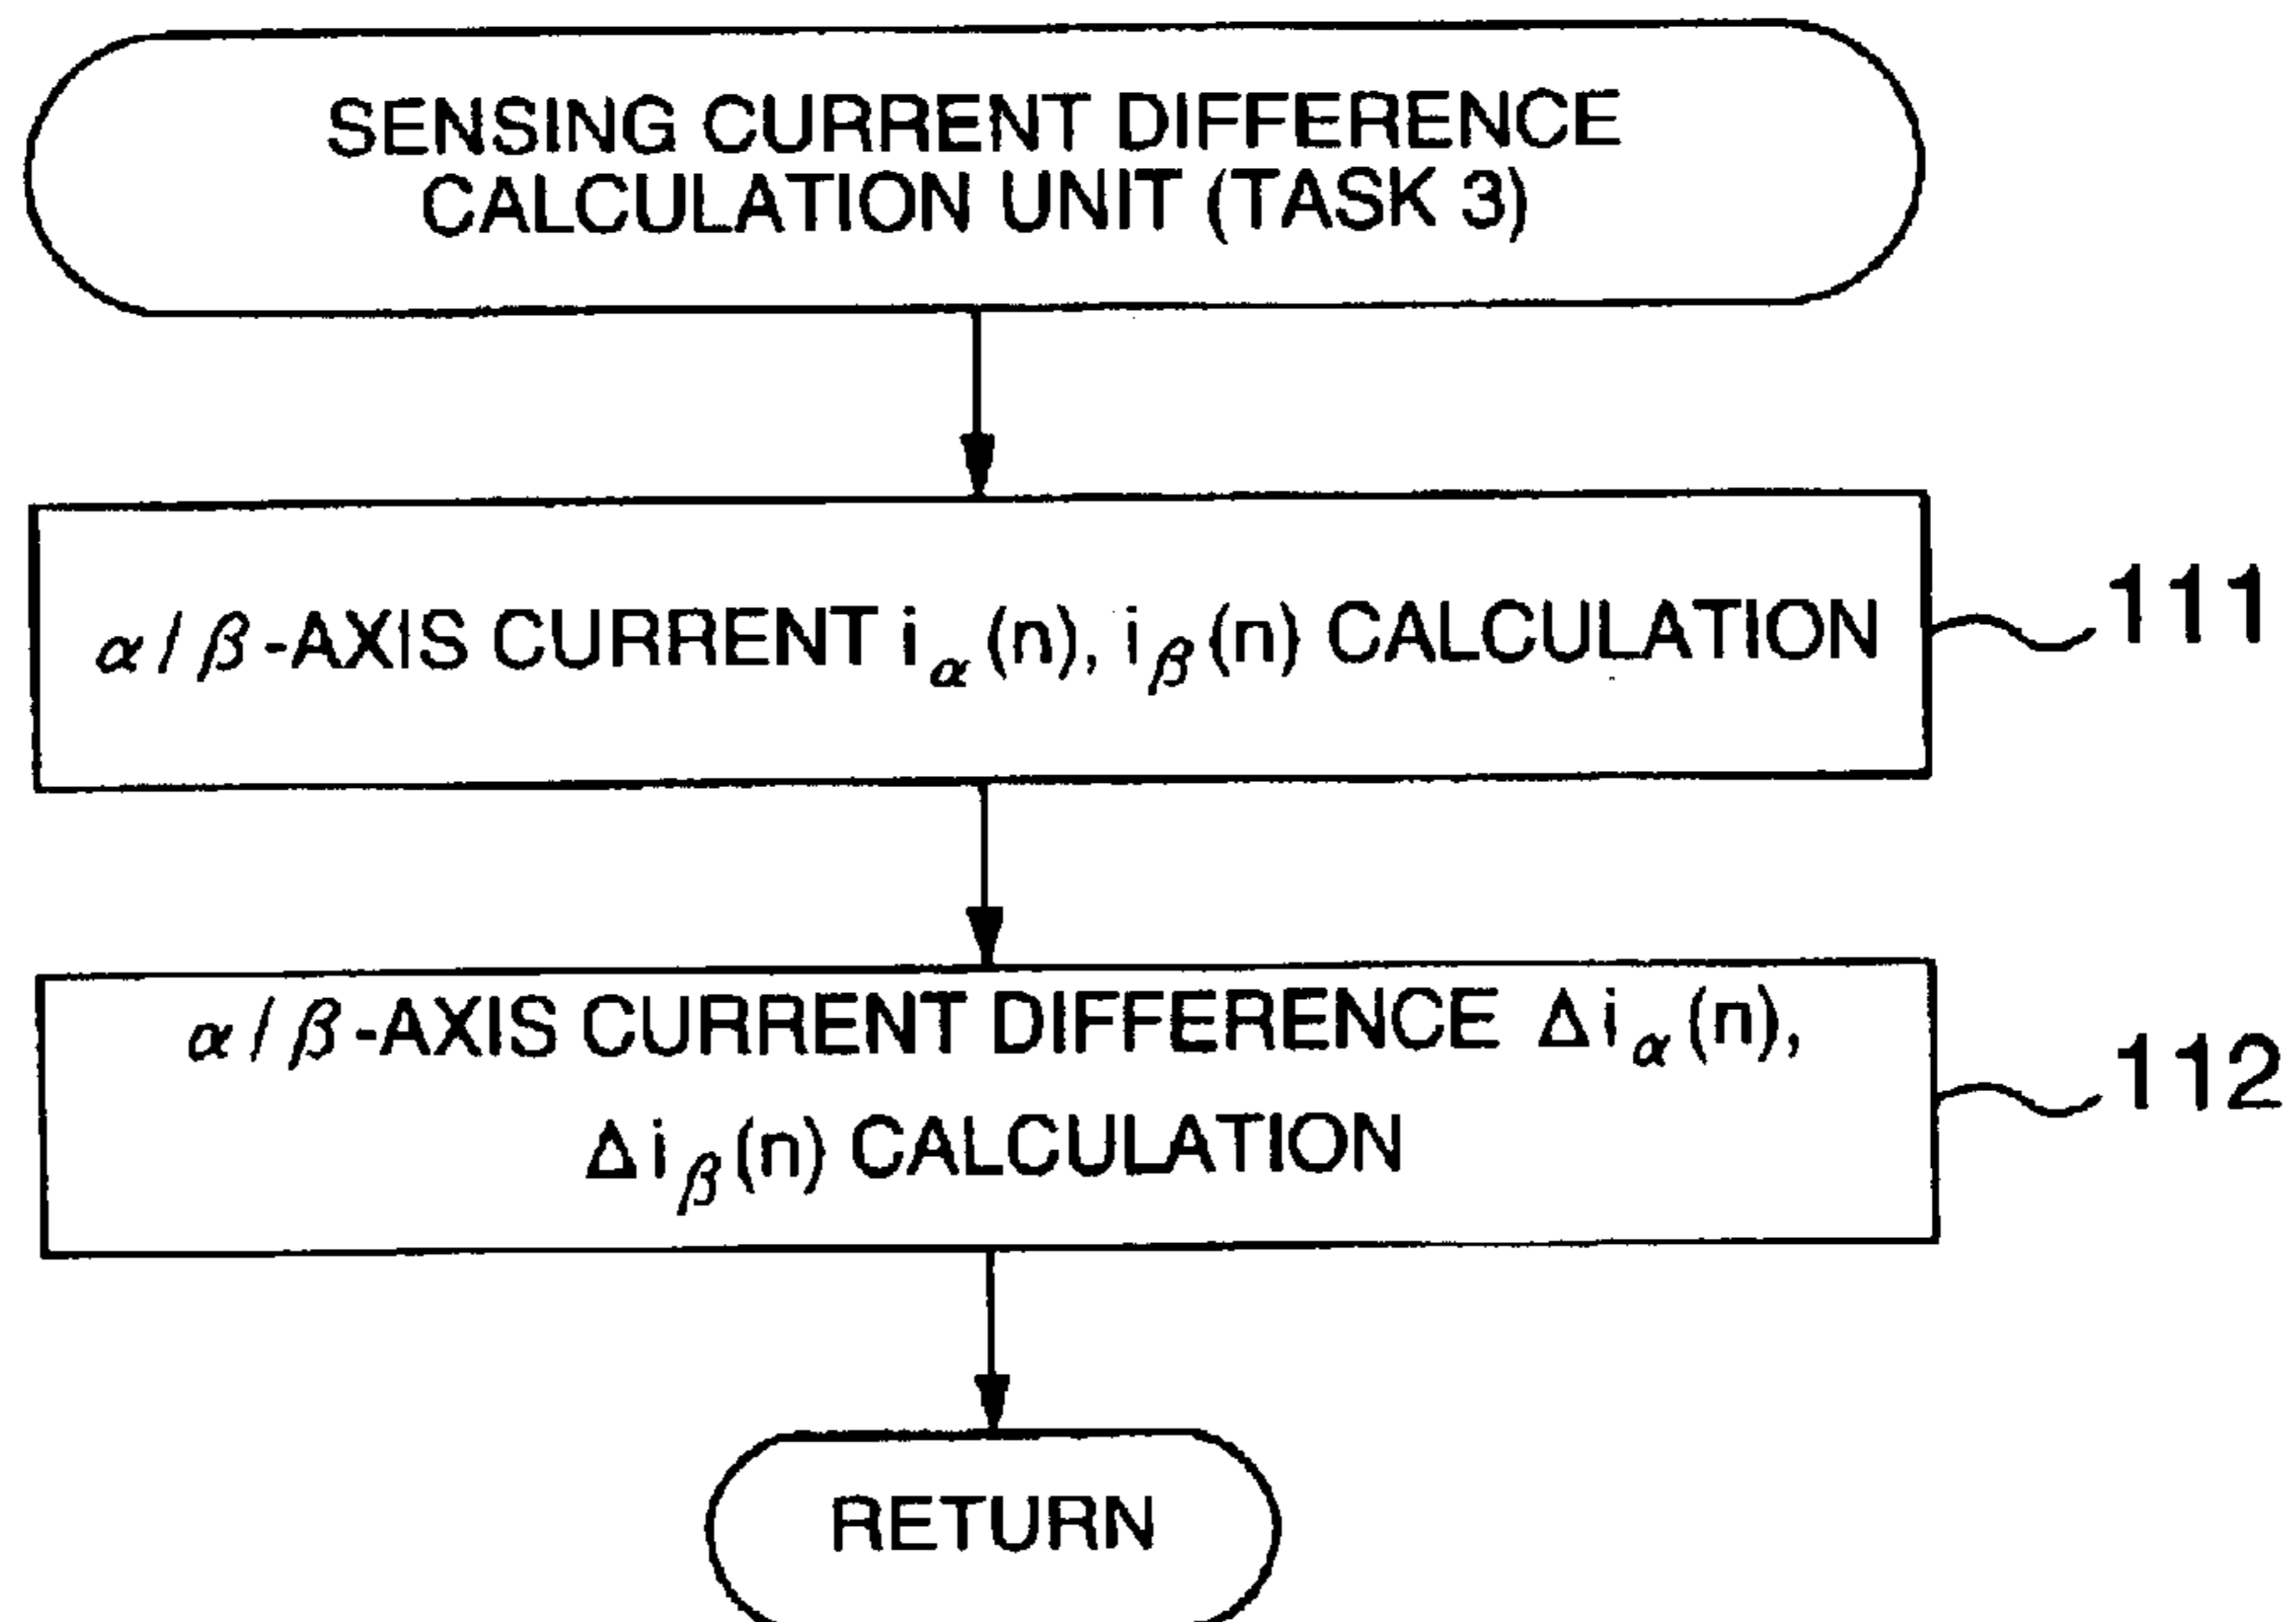 SENSING CURRENT DIFFERENCE
CALCULATION UNIT (TASK 3)
α/β-AXIS CURRENT iα(n), iβ(n) CALCULATION
111
α/β-AXIS CURRENT DIFFERENCE Δiα(n),
Δiβ(n) CALCULATION
112
RETURN